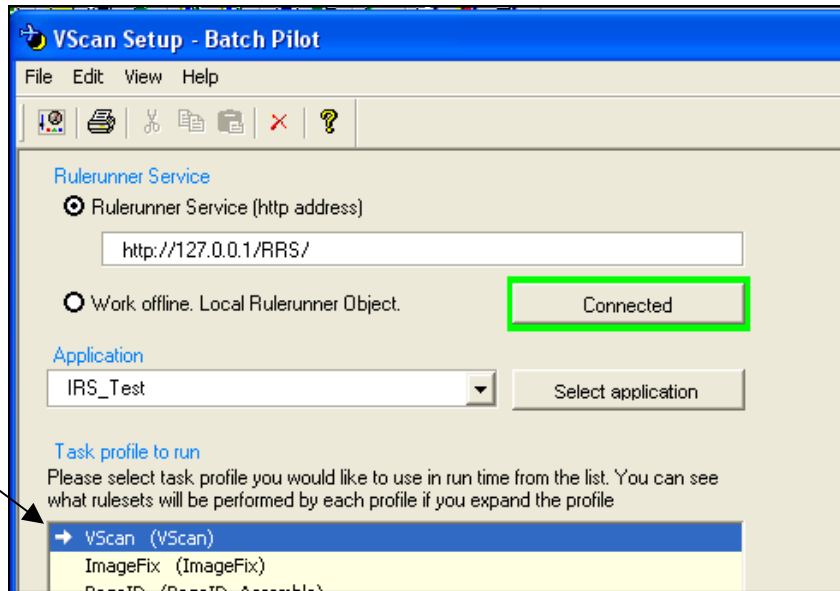 VScan Setup - Batch Pilot
File Edit View Help
Rulerunner Service
Rulerunner Service (http address)
http://127.0.0.1/RRS/
Work offline. Local Rulerunner Object.
Connected
Application
IRS_Test
Select application
Task profile to run
Please select task profile you would like to use in run time from the list. You can see
what rulesets will be performed by each profile if you expand the profile
VScan (VScan)
ImageFix (ImageFix)
PageID (PageID, Assemble)